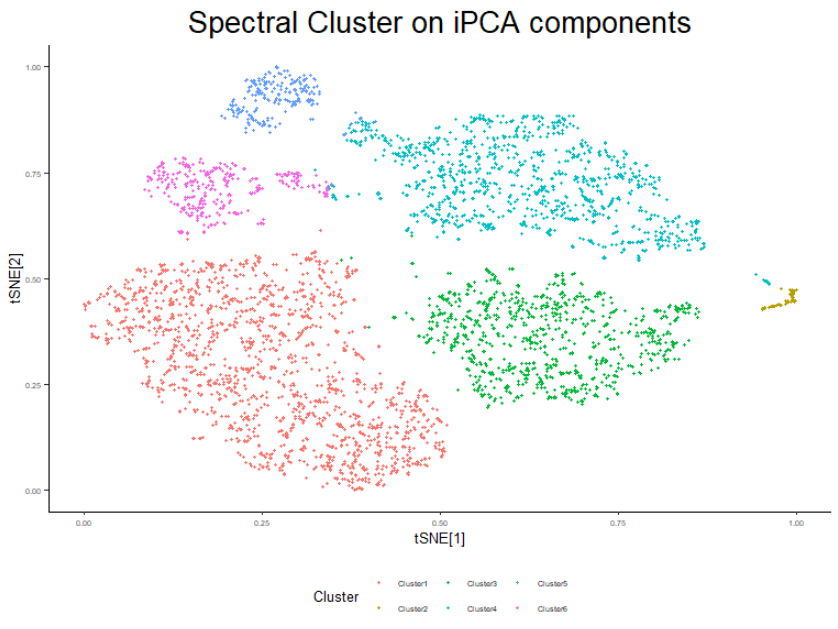 Spectral Cluster on iPCA components
1.00
0.75
0.50
0.25
0.00
tSNE[2]
0.00 0.25 0.50 0.75 1.00
tSNE[1]
Cluster
Cluster1 Cluster3 Cluster5
Cluster2 Cluster4 Cluster6